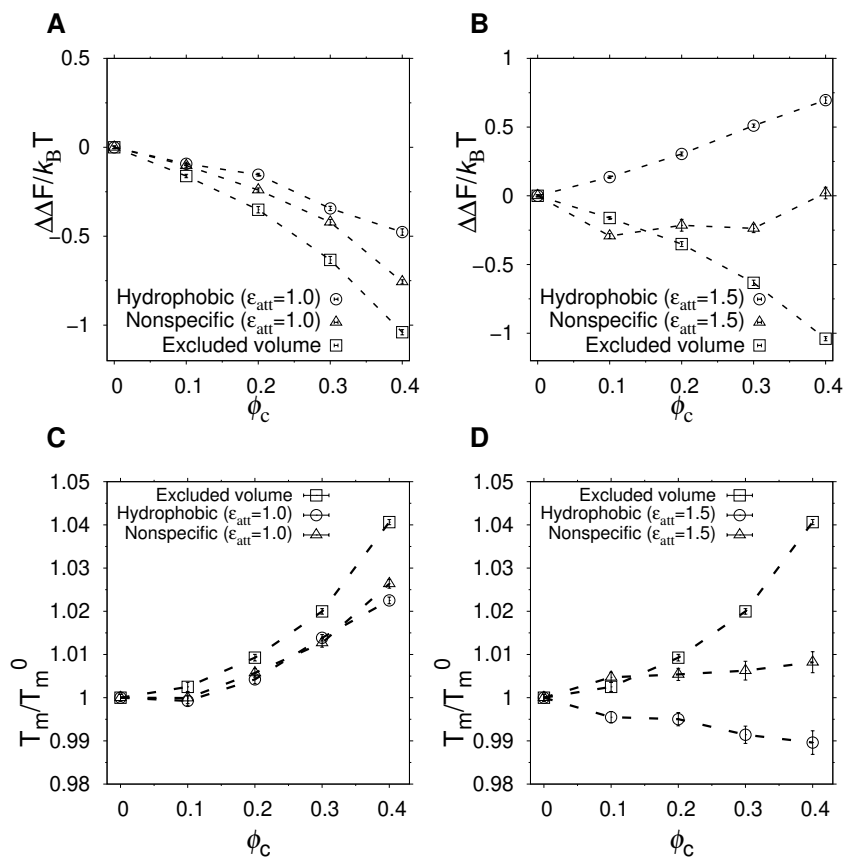 A
0.5
0
−0.5
−1
ΔΔF/k_B T
Hydrophobic (ε_att=1.0)
Nonspecific (ε_att=1.0)
Excluded volume
0 0.1 0.2 0.3 0.4
ϕ_c
B
1
0.5
0
-0.5
-1
ΔΔF/k_B T
Hydrophobic (ε_att=1.5)
Nonspecific (ε_att=1.5)
Excluded volume
0 0.1 0.2 0.3 0.4
ϕ_c
C
1.05
1.04
1.03
1.02
1.01
1
0.99
0.98
T_m/T_m^0
Excluded volume
Hydrophobic (ε_att=1.0)
Nonspecific (ε_att=1.0)
0 0.1 0.2 0.3 0.4
ϕ_c
D
1.05
1.04
1.03
1.02
1.01
1
0.99
0.98
T_m/T_m^0
Excluded volume
Hydrophobic (ε_att=1.5)
Nonspecific (ε_att=1.5)
0 0.1 0.2 0.3 0.4
ϕ_c